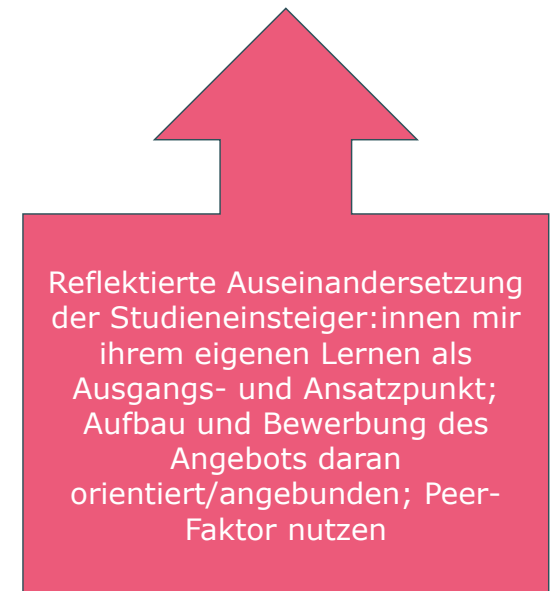 Reflektierte Auseinandersetzung
der Studieneinsteiger:innen mir
ihrem eigenen Lernen als
Ausgangs- und Ansatzpunkt;
Aufbau und Bewerbung des
Angebots daran
orientiert/angebunden; Peer-
Faktor nutzen